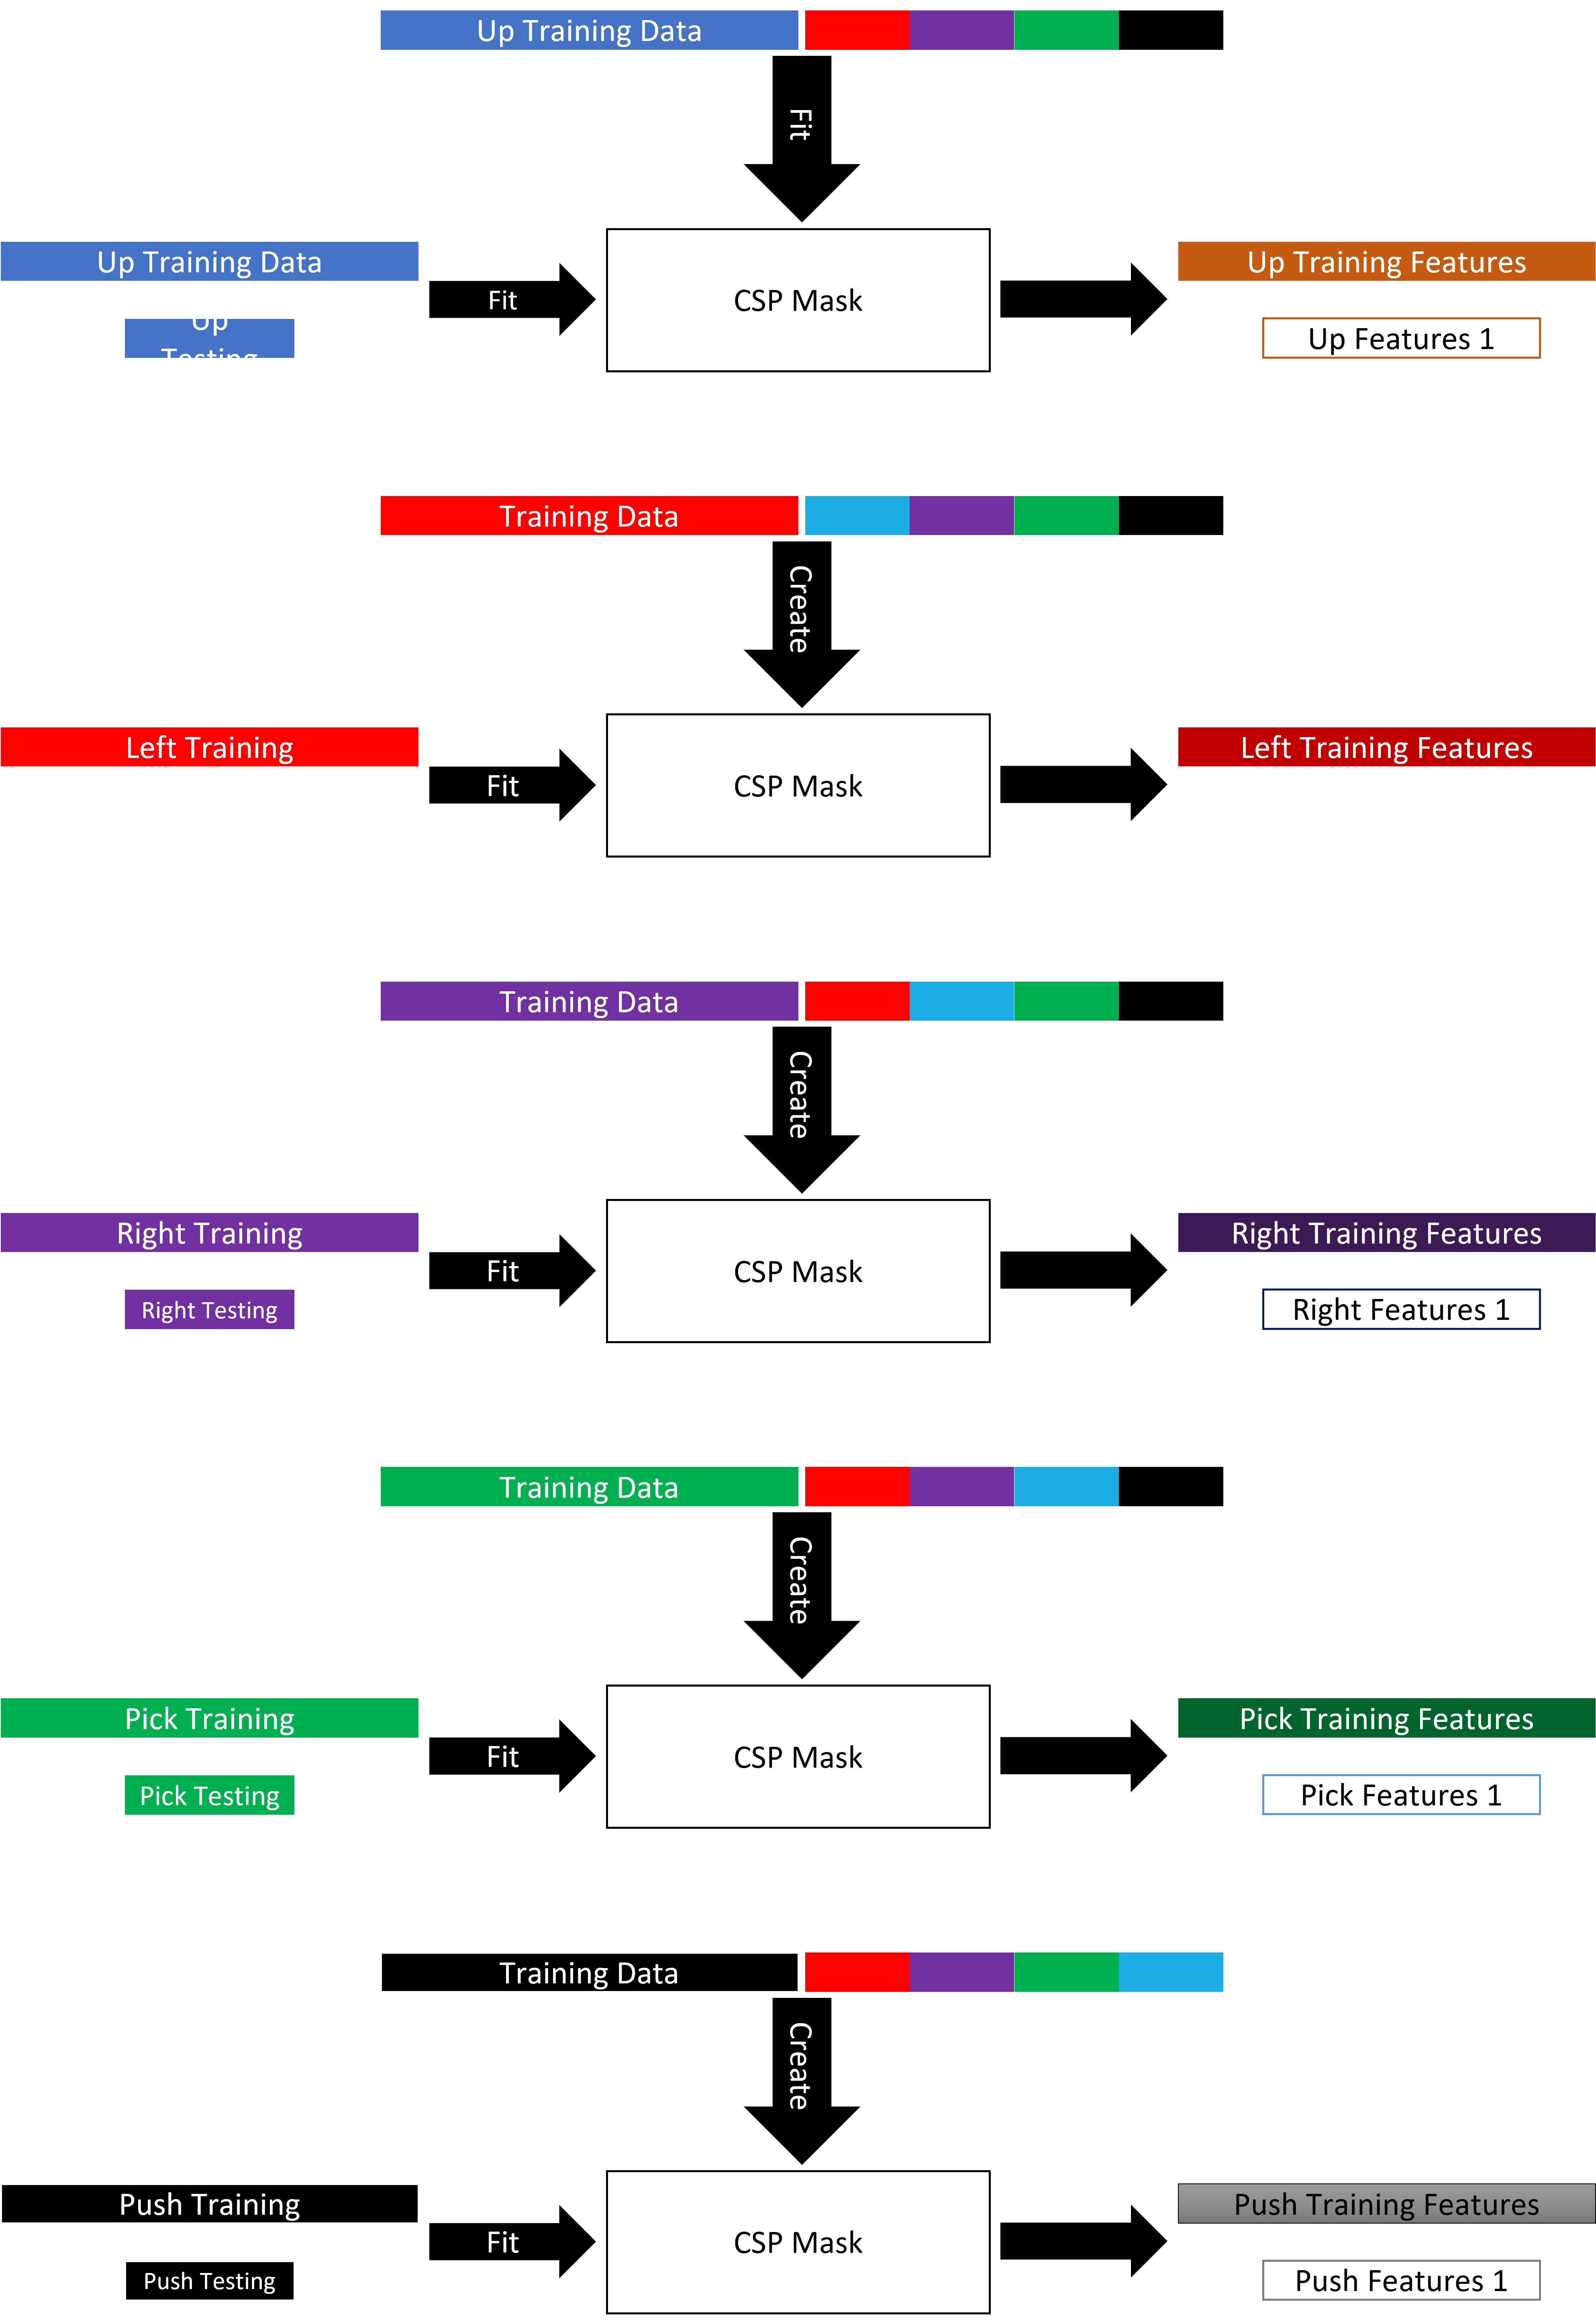 Up Training Data
Fit
Up Training Data
Up
Testing
Fit
CSP Mask
Up Training Features
Up Features 1
Training Data
Create
Left Training
Fit
CSP Mask
Left Training Features
Training Data
Create
Right Training
Right Testing
Fit
CSP Mask
Right Training Features
Right Features 1
Training Data
Create
Pick Training
Pick Testing
Fit
CSP Mask
Pick Training Features
Pick Features 1
Training Data
Create
Push Training
Push Testing
Fit
CSP Mask
Push Training Features
Push Features 1